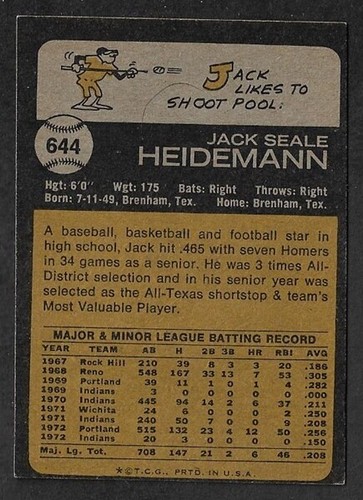 JACK
LIKES TO
SHOOT POOL.
644
JACK SEALE
HEIDEMANN
Hgt: 6'0" Wgt: 175 Bats: Right Throws: Right
Born: 7-11-49, Brenham, Tex. Home: Brenham, Tex.
A baseball, basketball and football star in
high school, Jack hit .465 with seven Homers
in 34 games as a senior. He was 3 times All-
District selection and in his senior year was
selected as the All-Texas shortstop & team's
Most Valuable Player.
MAJOR & MINOR LEAGUE BATTING RECORD
YEAR TEAM AB H 2B 3B HR RBI AVG
1967 Rock Hill 210 39 8 3 3 20 .186
1968 Reno 548 167 33 13 7 53 .305
1969 Portland 39 11 1 0 1 4 .282
1969 Indians 3 0 0 0 0 0 .000
1970 Indians 445 94 14 2 6 37 .211
1971 Wichita 24 6 0 0 0 2 .250
1971 Indians 240 50 7 0 0 9 .208
1972 Portland 515 132 23 4 12 50 .256
1972 Indians 20 3 0 0 0 0 .150
Maj. Lg. Tot. 708 147 21 2 6 46 .208
★©T.C.G., PRTD. IN U.S.A.